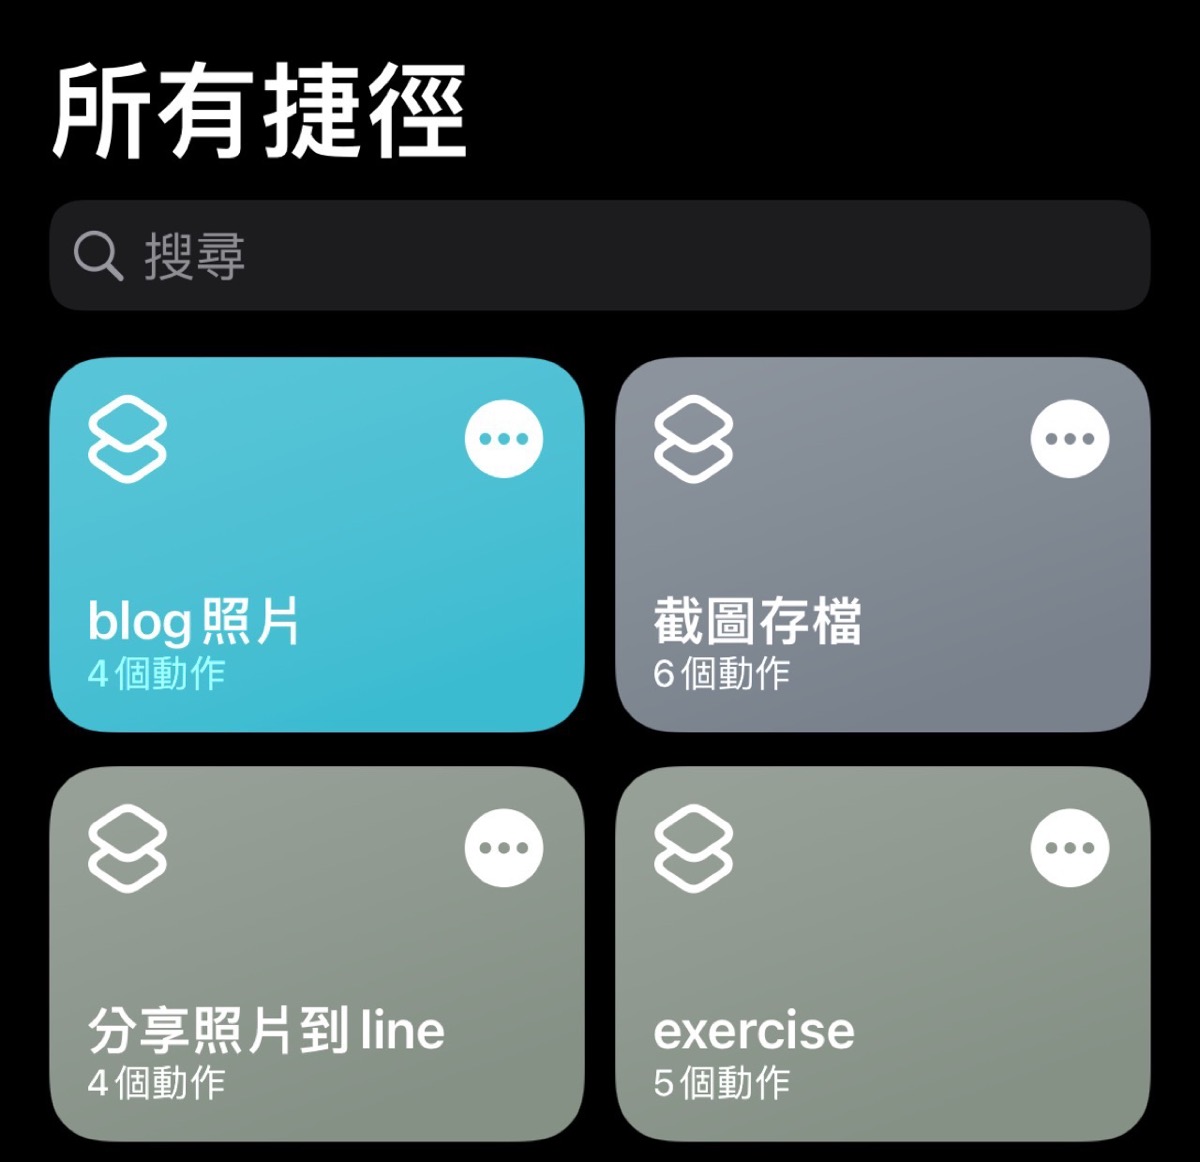 所有捷徑
搜尋
blog照片
4個動作
截圖存檔
6個動作
分享照片到line
4個動作
exercise
5個動作